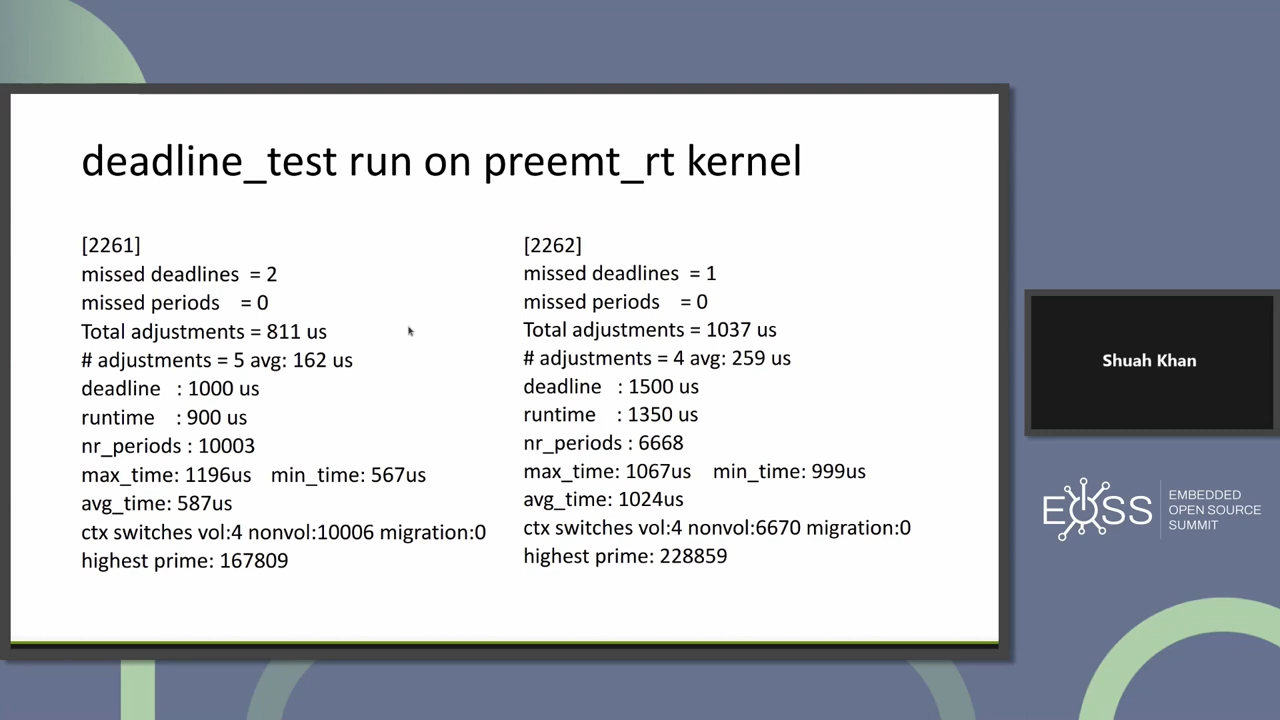 deadline_test run on preemt_rt kernel
[2261]
missed deadlines = 2
missed periods = 0
Total adjustments = 811 us
# adjustments = 5 avg: 162 us
deadline : 1000 us
runtime : 900 us
nr_periods : 10003
max_time: 1196us min_time: 567us
avg_time: 587us
ctx switches vol:4 nonvol:10006 migration:0
highest prime: 167809
[2262]
missed deadlines = 1
missed periods = 0
Total adjustments = 1037 us
# adjustments = 4 avg: 259 us
deadline : 1500 us
runtime : 1350 us
nr_periods : 6668
max_time: 1067us min_time: 999us
avg_time: 1024us
ctx switches vol:4 nonvol:6670 migration:0
highest prime: 228859
Shuah Khan
EOSS
EMBEDDED
OPEN SOURCE
SUMMIT